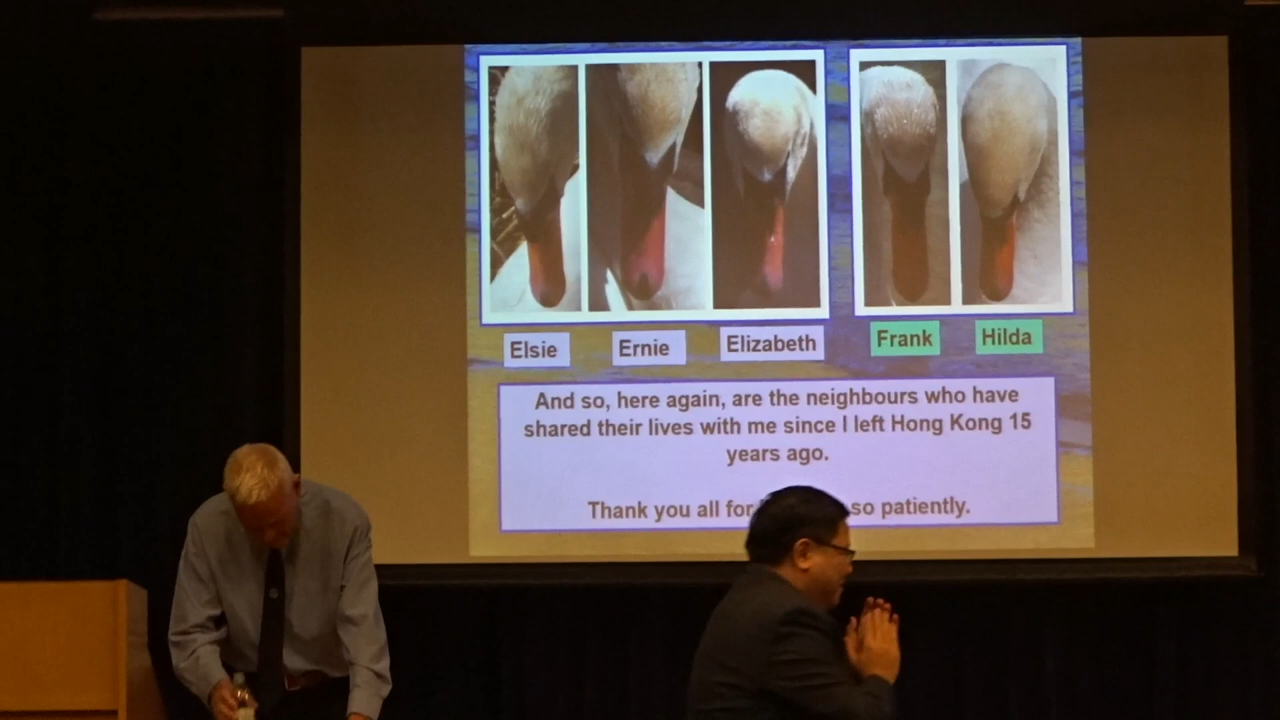 Elsie Ernie Elizabeth Frank Hilda
And so, here again, are the neighbours who have
shared their lives with me since I left Hong Kong 15
years ago.
Thank you all for so patiently.